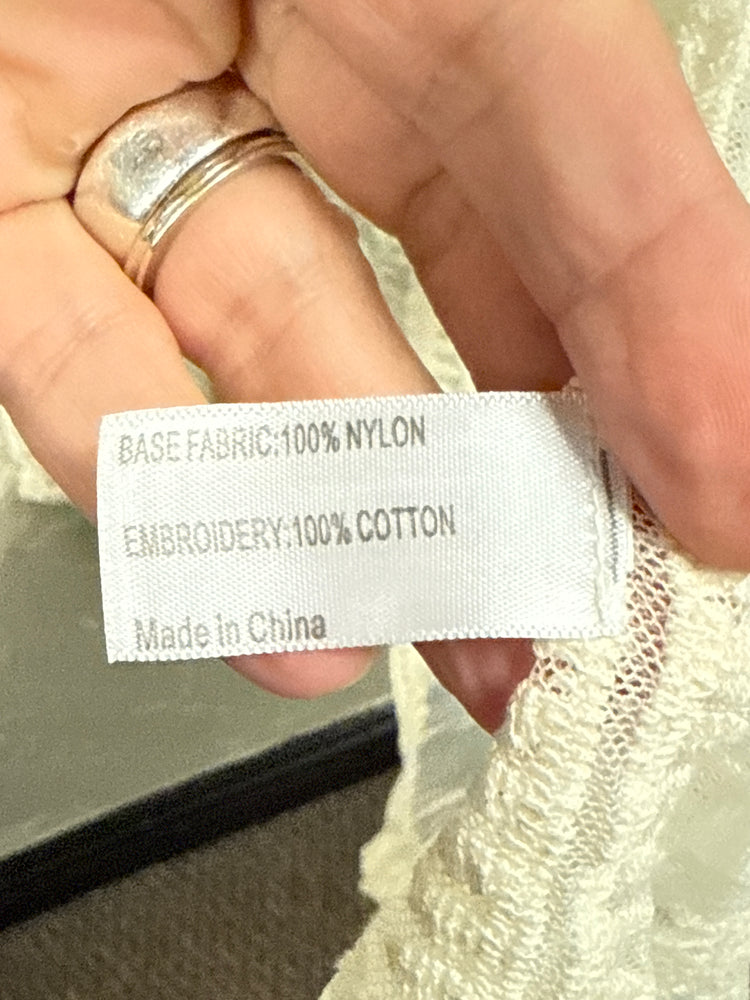 BASE FABRIC:100% NYLON
EMBROIDERY:100% COTTON
Made in China